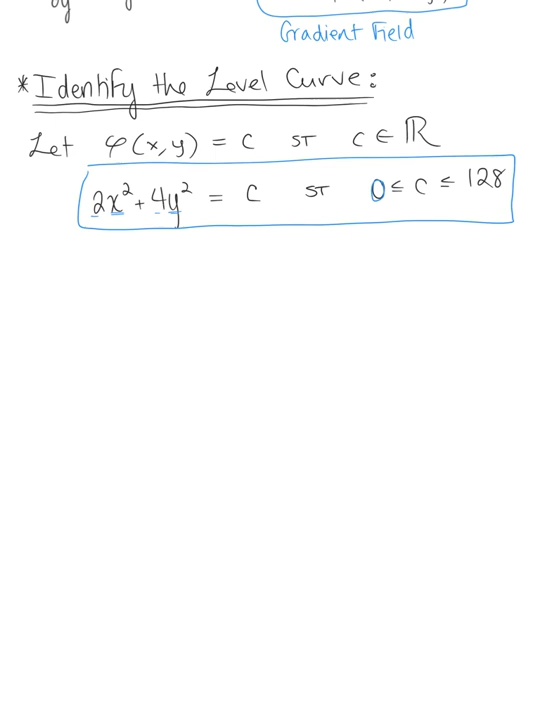 Gradient Field
*Identify the Level Curve:
Let φ(x,y) = c ST c ∈ ℝ
2x² + 4y² = c ST 0 ≤ c ≤ 128